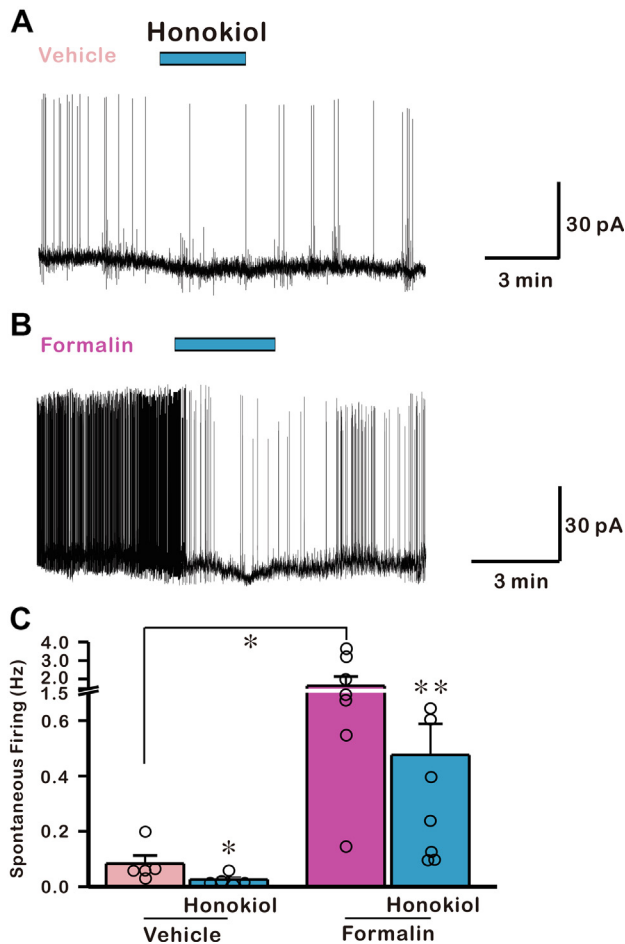 A
Honokiol
Vehicle
30 pA
3 min
B
Formalin
30 pA
3 min
C
Spontaneous Firing (Hz)
4.0
3.0
2.0
1.5
0.6
0.4
0.2
0.0
*
*
**
Honokiol
Honokiol
Vehicle
Formalin